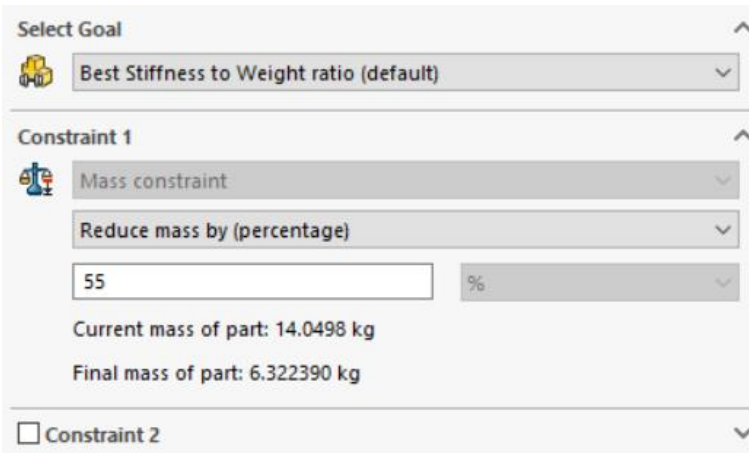 Select Goal
Best Stiffness to Weight ratio (default)
Constraint 1
Mass constraint
Reduce mass by (percentage)
55 %
Current mass of part: 14.0498 kg
Final mass of part: 6.322390 kg
Constraint 2